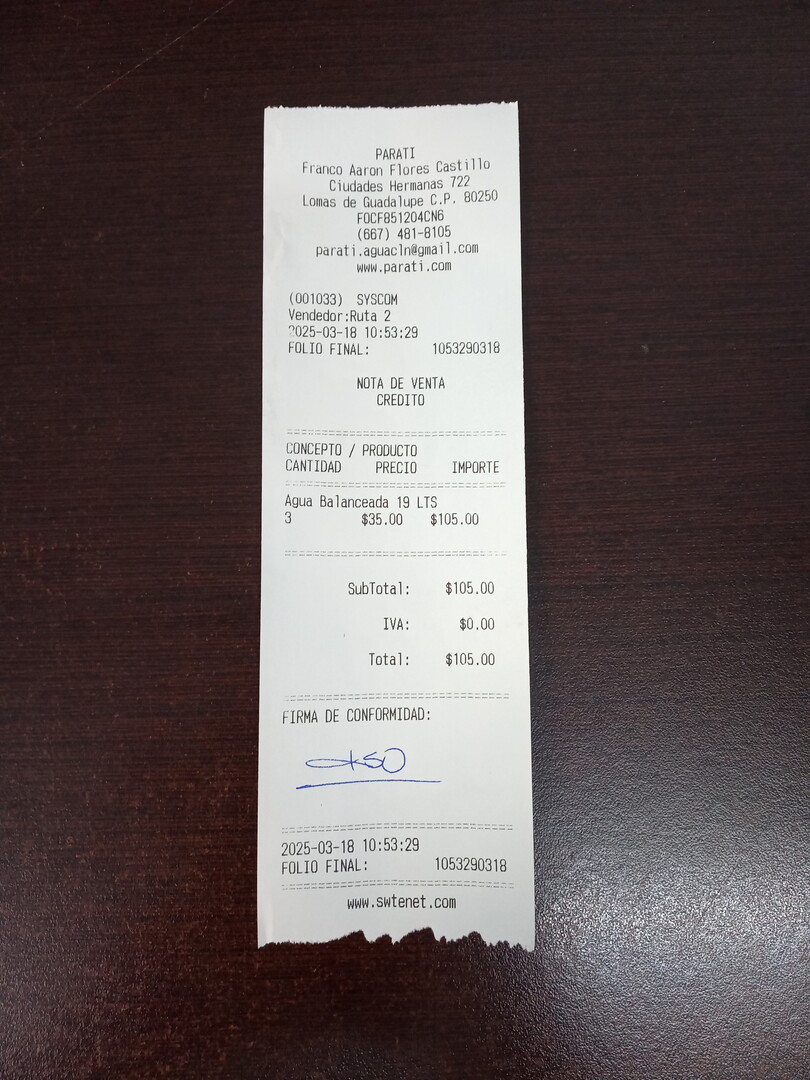 PARATI
Franco Aaron Flores Castillo
Ciudades Hermanas 722
Lomas de Guadalupe C.P. 80250
FOCF851204CN6
(667) 481-8105
parati.aguacln@gmail.com
www.parati.com
(001033) SYSCOM
Vendedor:Ruta 2
2025-03-18 10:53:29
FOLIO FINAL: 1053290318
NOTA DE VENTA
CREDITO
CONCEPTO / PRODUCTO
CANTIDAD PRECIO IMPORTE
Agua Balanceada 19 LTS
3 $35.00 $105.00
SubTotal: $105.00
IVA: $0.00
Total: $105.00
FIRMA DE CONFORMIDAD:
2025-03-18 10:53:29
FOLIO FINAL: 1053290318
www.swtenet.com